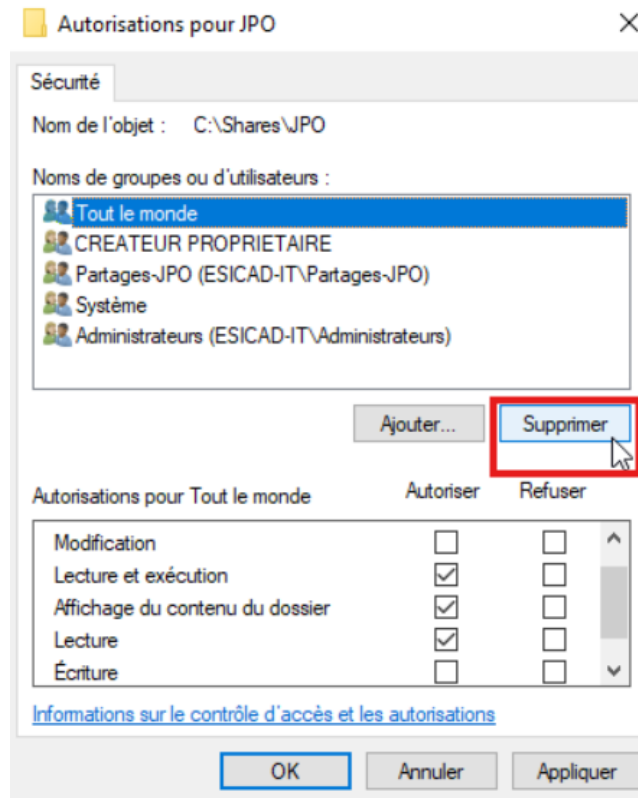 Autorisations pour JPO
Sécurité
Nom de l'objet : C:\Shares\JPO
Noms de groupes ou d'utilisateurs :
Tout le monde
CREATEUR PROPRIETAIRE
Partages-JPO (ESICAD-IT\Partages-JPO)
Système
Administrateurs (ESICAD-IT\Administrateurs)
Ajouter... Supprimer
Autorisations pour Tout le monde Autoriser Refuser
Modification
Lecture et exécution
Affichage du contenu du dossier
Lecture
Écriture
Informations sur le contrôle d'accès et les autorisations
OK Annuler Appliquer